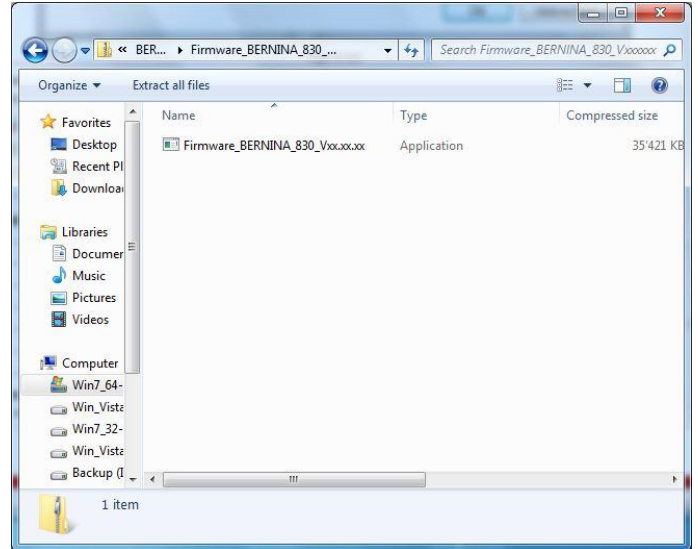 « BER... ▸ Firmware_BERNINA_830_...
Search Firmware_BERNINA_830_Vxxxxxx
Organize ▾ Extract all files
Name Type Compressed size
Firmware_BERNINA_830_Vxx.xx.xx Application 35'421 KB
Favorites
Desktop
Recent Pl
Downloa
Libraries
Documer
Music
Pictures
Videos
Computer
Win7_64-
Win_Vista
Win7_32-
Win_Vista
Backup (I
1 item